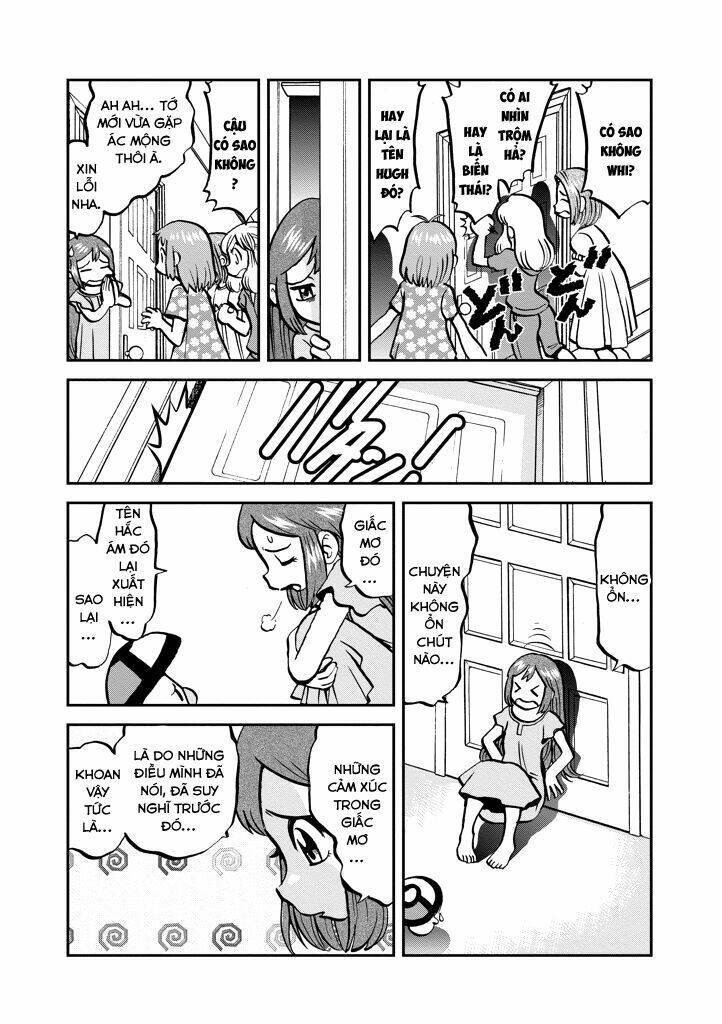 CÓ SAO
KHÔNG
WHI?
CÓ AI
NHÌN
TRỘM
HẢ?
HAY
LÀ
BIẾN
THÁI?
HAY
LẠI LÀ
TÊN
HUGH
ĐÓ?
CẬU
CÓ SAO
KHÔNG
?
AH AH... TỚ
MỚI VỪA GẶP
ÁC MỘNG
THÔI À.
XIN
LỖI
NHA.
どん
どん
KHÔNG
ỔN...
CHUYỆN
NÀY
KHÔNG
ỔN
CHÚT
NÀO...
GIẤC
MƠ
ĐÓ
...
TÊN
HẮC
ÁM ĐÓ
LẠI
XUẤT
HIỆN...
SAO
LẠI
...
NHỮNG
CẢM XÚC
TRONG
GIẤC
MƠ
...
LÀ DO NHỮNG
ĐIỀU MÌNH ĐÃ
NÓI, ĐÃ SUY
NGHĨ TRƯỚC
ĐÓ...
KHOAN
VẬY
TỨC
LÀ...